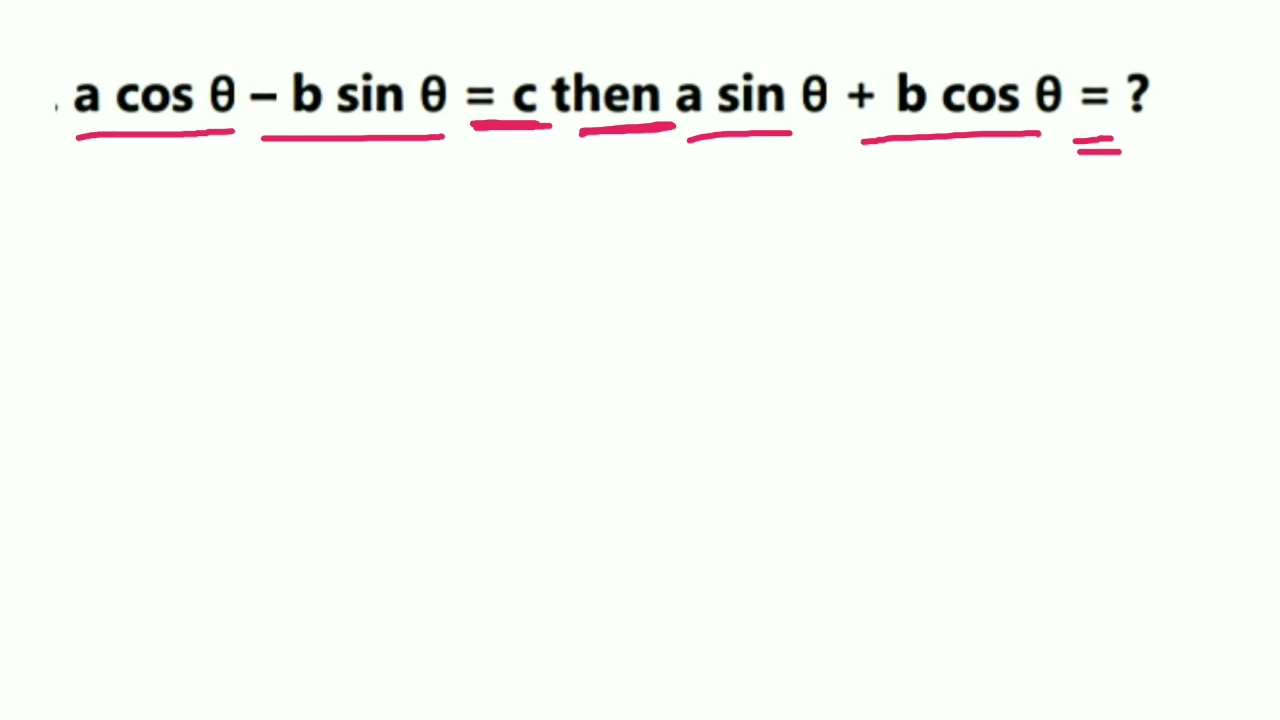 . a cos θ – b sin θ = c then a sin θ + b cos θ = ?